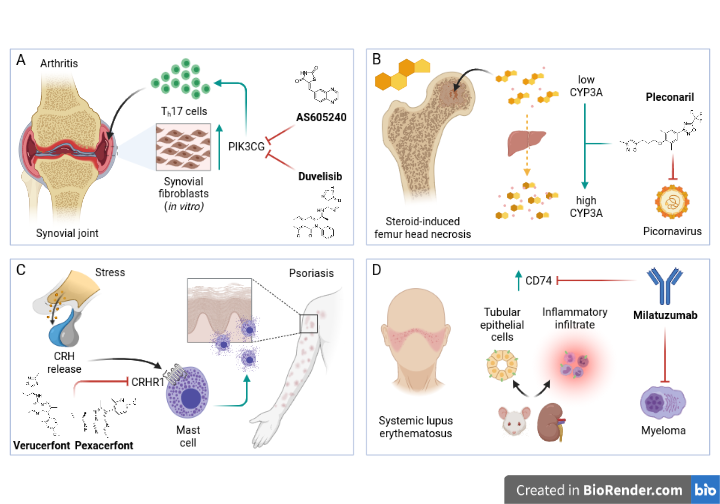 A
Arthritis
Th17 cells
Synovial
fibroblasts
(in vitro)
Synovial joint
PIK3CG
AS605240
Duvelisib
B
low
CYP3A
Pleconaril
high
CYP3A
Steroid-induced
femur head necrosis
Picornavirus
C
Stress
CRH
release
CRHR1
Verucerfont
Pexacerfont
Mast
cell
Psoriasis
D
CD74
Tubular
epithelial
cells
Inflammatory
infiltrate
Milatuzumab
Systemic lupus
erythematosus
Myeloma
Created in BioRender.com
bio